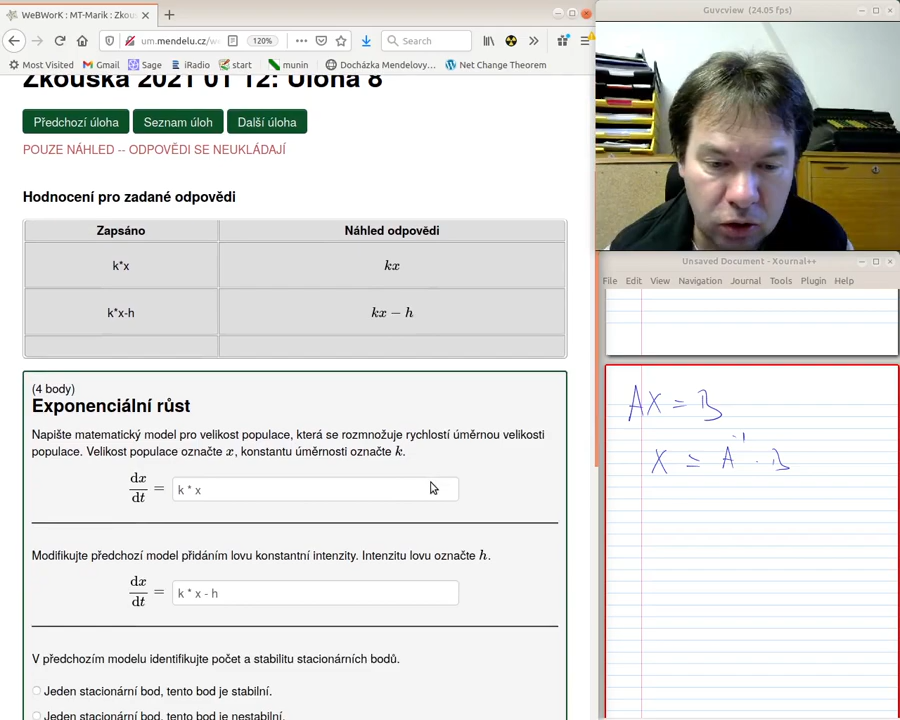 WeBWorK : MT-Marik : Zkou
Guvcview (24.05 fps)
um.mendelu.cz/w
120%
Search
Most Visited
Gmail
Sage
iRadio
start
munin
Docházka Mendelovy...
Net Change Theorem
Zkouška 2021 01 12: Úloha 8
Předchozí úloha
Seznam úloh
Další úloha
POUZE NÁHLED -- ODPOVĚDI SE NEUKLÁDAJÍ
Hodnocení pro zadané odpovědi
Zapsáno
Náhled odpovědi
k*x
kx
k*x-h
kx − h
(4 body)
Exponenciální růst
Napište matematický model pro velikost populace, která se rozmnožuje rychlostí úměrnou velikosti
populace. Velikost populace označte x, konstantu úměrnosti označte k.
dx/dt = k * x
Modifikujte předchozí model přidáním lovu konstantní intenzity. Intenzitu lovu označte h.
dx/dt = k * x - h
V předchozím modelu identifikujte počet a stabilitu stacionárních bodů.
Jeden stacionární bod, tento bod je stabilní.
Jeden stacionární bod, tento bod je nestabilní.
Unsaved Document - Xournal++
File Edit View Navigation Journal Tools Plugin Help
AX = B
X = A⁻¹ · B